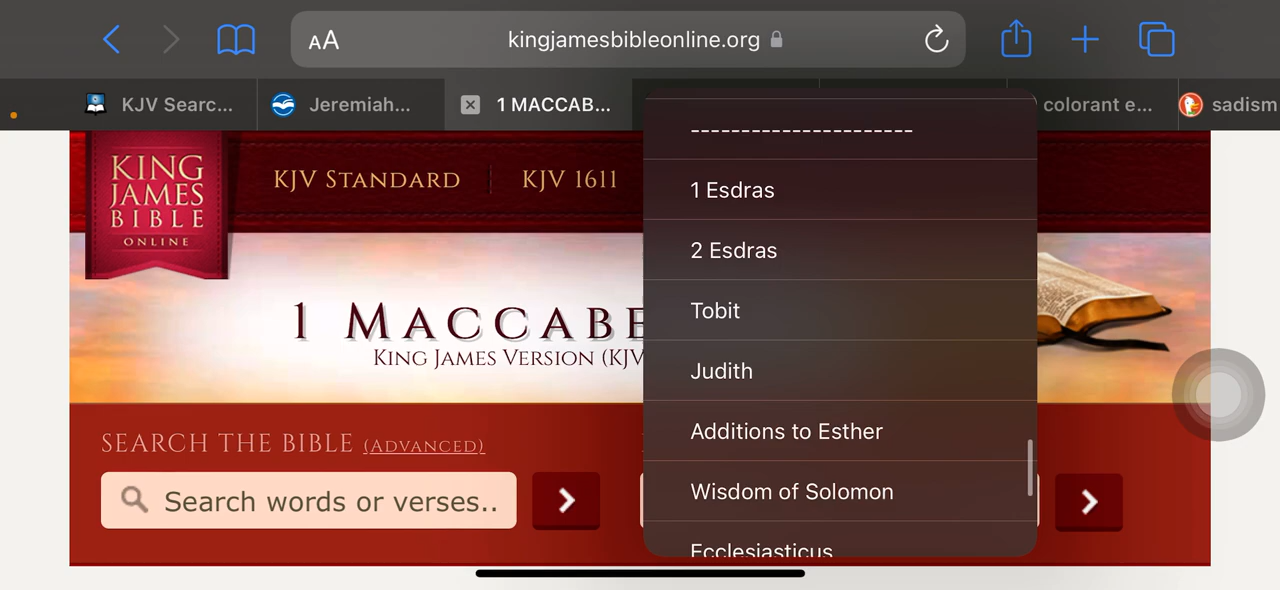 AA
kingjamesbibleonline.org
KJV Searc...
Jeremiah...
1 MACCAB...
colorant e...
sadism
KING
JAMES
BIBLE
ONLINE
KJV STANDARD
KJV 1611
1 MACCABE
KING JAMES VERSION (KJV
SEARCH THE BIBLE (ADVANCED)
Search words or verses..
----------------------
1 Esdras
2 Esdras
Tobit
Judith
Additions to Esther
Wisdom of Solomon
Ecclesiasticus